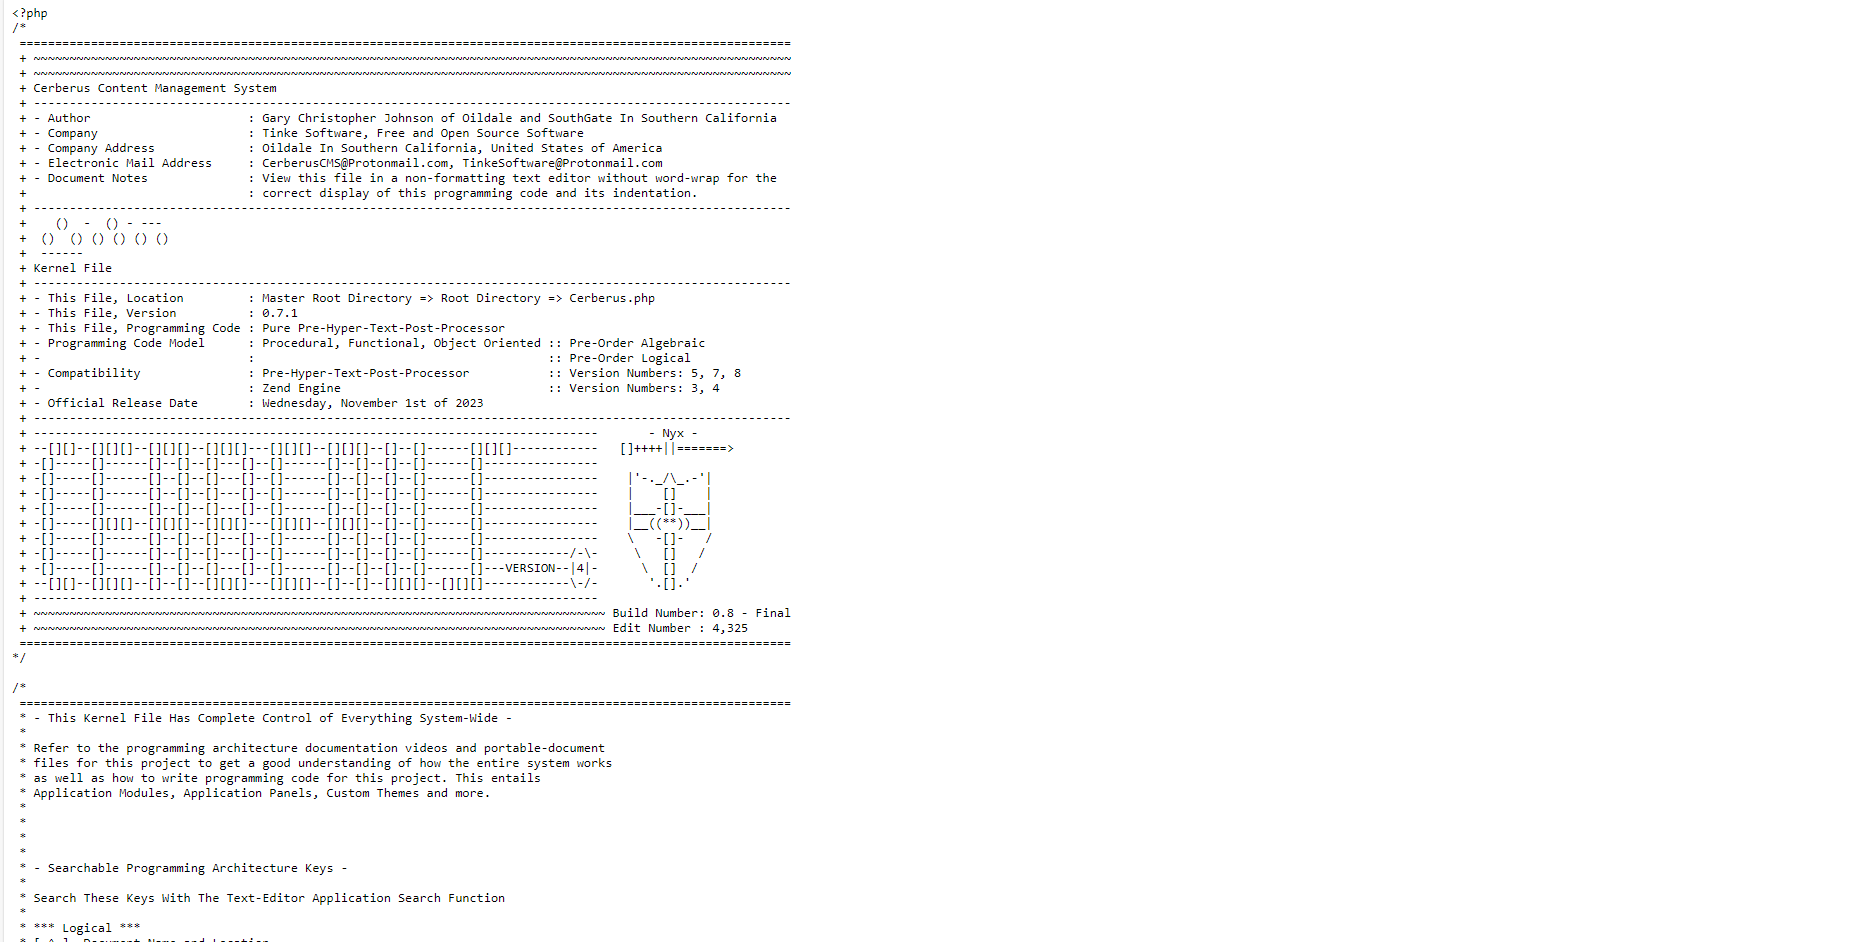 <?php
/*
============================================================================================================
+ ~~~~~~~~~~~~~~~~~~~~~~~~~~~~~~~~~~~~~~~~~~~~~~~~~~~~~~~~~~~~~~~~~~~~~~~~~~~~~~~~~~~~~~~~~~~~~~~~~~~~~~~~~~
+ ~~~~~~~~~~~~~~~~~~~~~~~~~~~~~~~~~~~~~~~~~~~~~~~~~~~~~~~~~~~~~~~~~~~~~~~~~~~~~~~~~~~~~~~~~~~~~~~~~~~~~~~~~~
+ Cerberus Content Management System
+ ----------------------------------------------------------------------------------------------------------
+ - Author                      : Gary Christopher Johnson of Oildale and SouthGate In Southern California
+ - Company                     : Tinke Software, Free and Open Source Software
+ - Company Address             : Oildale In Southern California, United States of America
+ - Electronic Mail Address     : CerberusCMS@Protonmail.com, TinkeSoftware@Protonmail.com
+ - Document Notes              : View this file in a non-formatting text editor without word-wrap for the
+                               : correct display of this programming code and its indentation.
+ ----------------------------------------------------------------------------------------------------------
+    ()  -  () - ---
+  ()  () () () () ()
+  ------
+ Kernel File
+ ----------------------------------------------------------------------------------------------------------
+ - This File, Location         : Master Root Directory => Root Directory => Cerberus.php
+ - This File, Version          : 0.7.1
+ - This File, Programming Code : Pure Pre-Hyper-Text-Post-Processor
+ - Programming Code Model      : Procedural, Functional, Object Oriented :: Pre-Order Algebraic
+ -                             :                                         :: Pre-Order Logical
+ - Compatibility               : Pre-Hyper-Text-Post-Processor           :: Version Numbers: 5, 7, 8
+ -                             : Zend Engine                             :: Version Numbers: 3, 4
+ - Official Release Date       : Wednesday, November 1st of 2023
+ ----------------------------------------------------------------------------------------------------------
+ -------------------------------------------------------------------------------       - Nyx -
+ --[][]--[][][]--[][][]--[][][]---[][][]--[][][]--[]--[]------[][][]------------   []++++||=======>
+ -[]-----[]------[]--[]--[]---[]--[]------[]--[]--[]--[]------[]----------------
+ -[]-----[]------[]--[]--[]---[]--[]------[]--[]--[]--[]------[]----------------    |'-._/\_.-'|
+ -[]-----[]------[]--[]--[]---[]--[]------[]--[]--[]--[]------[]----------------    |    []    |
+ -[]-----[]------[]--[]--[]---[]--[]------[]--[]--[]--[]------[]----------------    |___-[]-___|
+ -[]-----[][][]--[][][]--[][][]---[][][]--[][][]--[]--[]------[]----------------    |__((**))__|
+ -[]-----[]------[]--[]--[]---[]--[]------[]--[]--[]--[]------[]----------------    \   -[]-   /
+ -[]-----[]------[]--[]--[]---[]--[]------[]--[]--[]--[]------[]------------/-\-     \   []   /
+ -[]-----[]------[]--[]--[]---[]--[]------[]--[]--[]--[]------[]---VERSION--|4|-      \  []  /
+ --[][]--[][][]--[]--[]--[][][]---[][][]--[]--[]--[][][]--[][][]------------\-/-       '.[].'
+ -------------------------------------------------------------------------------
+ ~~~~~~~~~~~~~~~~~~~~~~~~~~~~~~~~~~~~~~~~~~~~~~~~~~~~~~~~~~~~~~~~~~~~~~~~~~~~~~~~ Build Number: 0.8 - Final
+ ~~~~~~~~~~~~~~~~~~~~~~~~~~~~~~~~~~~~~~~~~~~~~~~~~~~~~~~~~~~~~~~~~~~~~~~~~~~~~~~~ Edit Number : 4,325
============================================================================================================
*/
/*
============================================================================================================
* - This Kernel File Has Complete Control of Everything System-Wide -
*
* Refer to the programming architecture documentation videos and portable-document
* files for this project to get a good understanding of how the entire system works
* as well as how to write programming code for this project. This entails
* Application Modules, Application Panels, Custom Themes and more.
*
*
*
*
* - Searchable Programming Architecture Keys -
*
* Search These Keys With The Text-Editor Application Search Function
*
* *** Logical ***
* [ ^ ] Document Name and Location